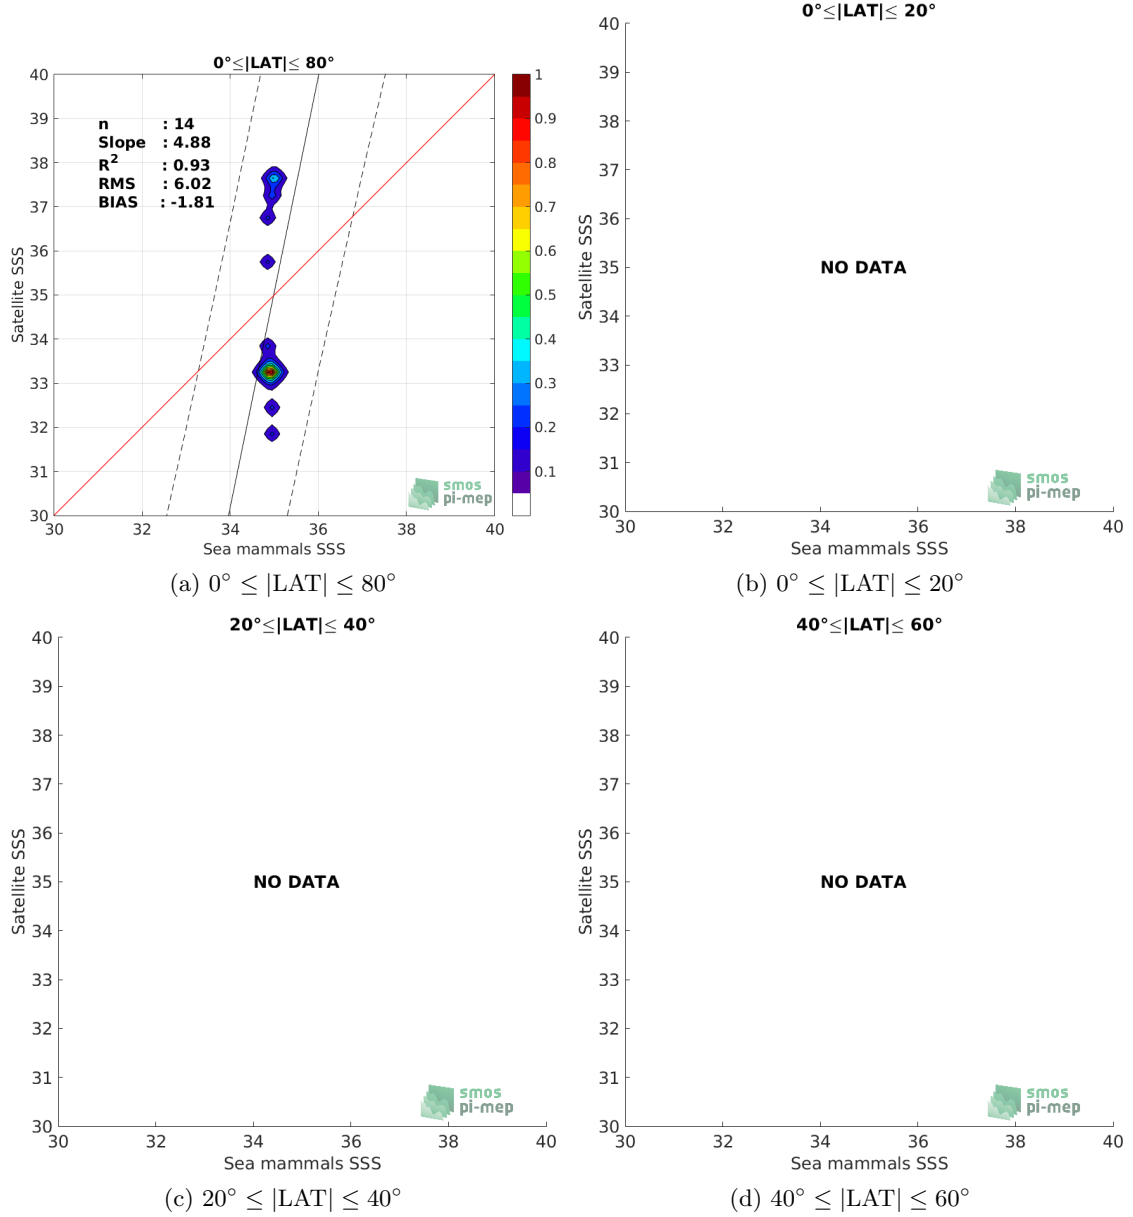 0°≤|LAT|≤ 80°
40
39
38
37
36
35
34
33
32
31
30
Satellite SSS
n : 14
Slope : 4.88
R² : 0.93
RMS : 6.02
BIAS : -1.81
1
0.9
0.8
0.7
0.6
0.5
0.4
0.3
0.2
0.1
smos
pi-mep
30 32 34 36 38 40
Sea mammals SSS
(a) 0° ≤ |LAT| ≤ 80°
0°≤|LAT|≤ 20°
40
39
38
37
36
35
34
33
32
31
30
Satellite SSS
NO DATA
smos
pi-mep
30 32 34 36 38 40
Sea mammals SSS
(b) 0° ≤ |LAT| ≤ 20°
20°≤|LAT|≤ 40°
40
39
38
37
36
35
34
33
32
31
30
Satellite SSS
NO DATA
smos
pi-mep
30 32 34 36 38 40
Sea mammals SSS
(c) 20° ≤ |LAT| ≤ 40°
40°≤|LAT|≤ 60°
40
39
38
37
36
35
34
33
32
31
30
Satellite SSS
NO DATA
smos
pi-mep
30 32 34 36 38 40
Sea mammals SSS
(d) 40° ≤ |LAT| ≤ 60°